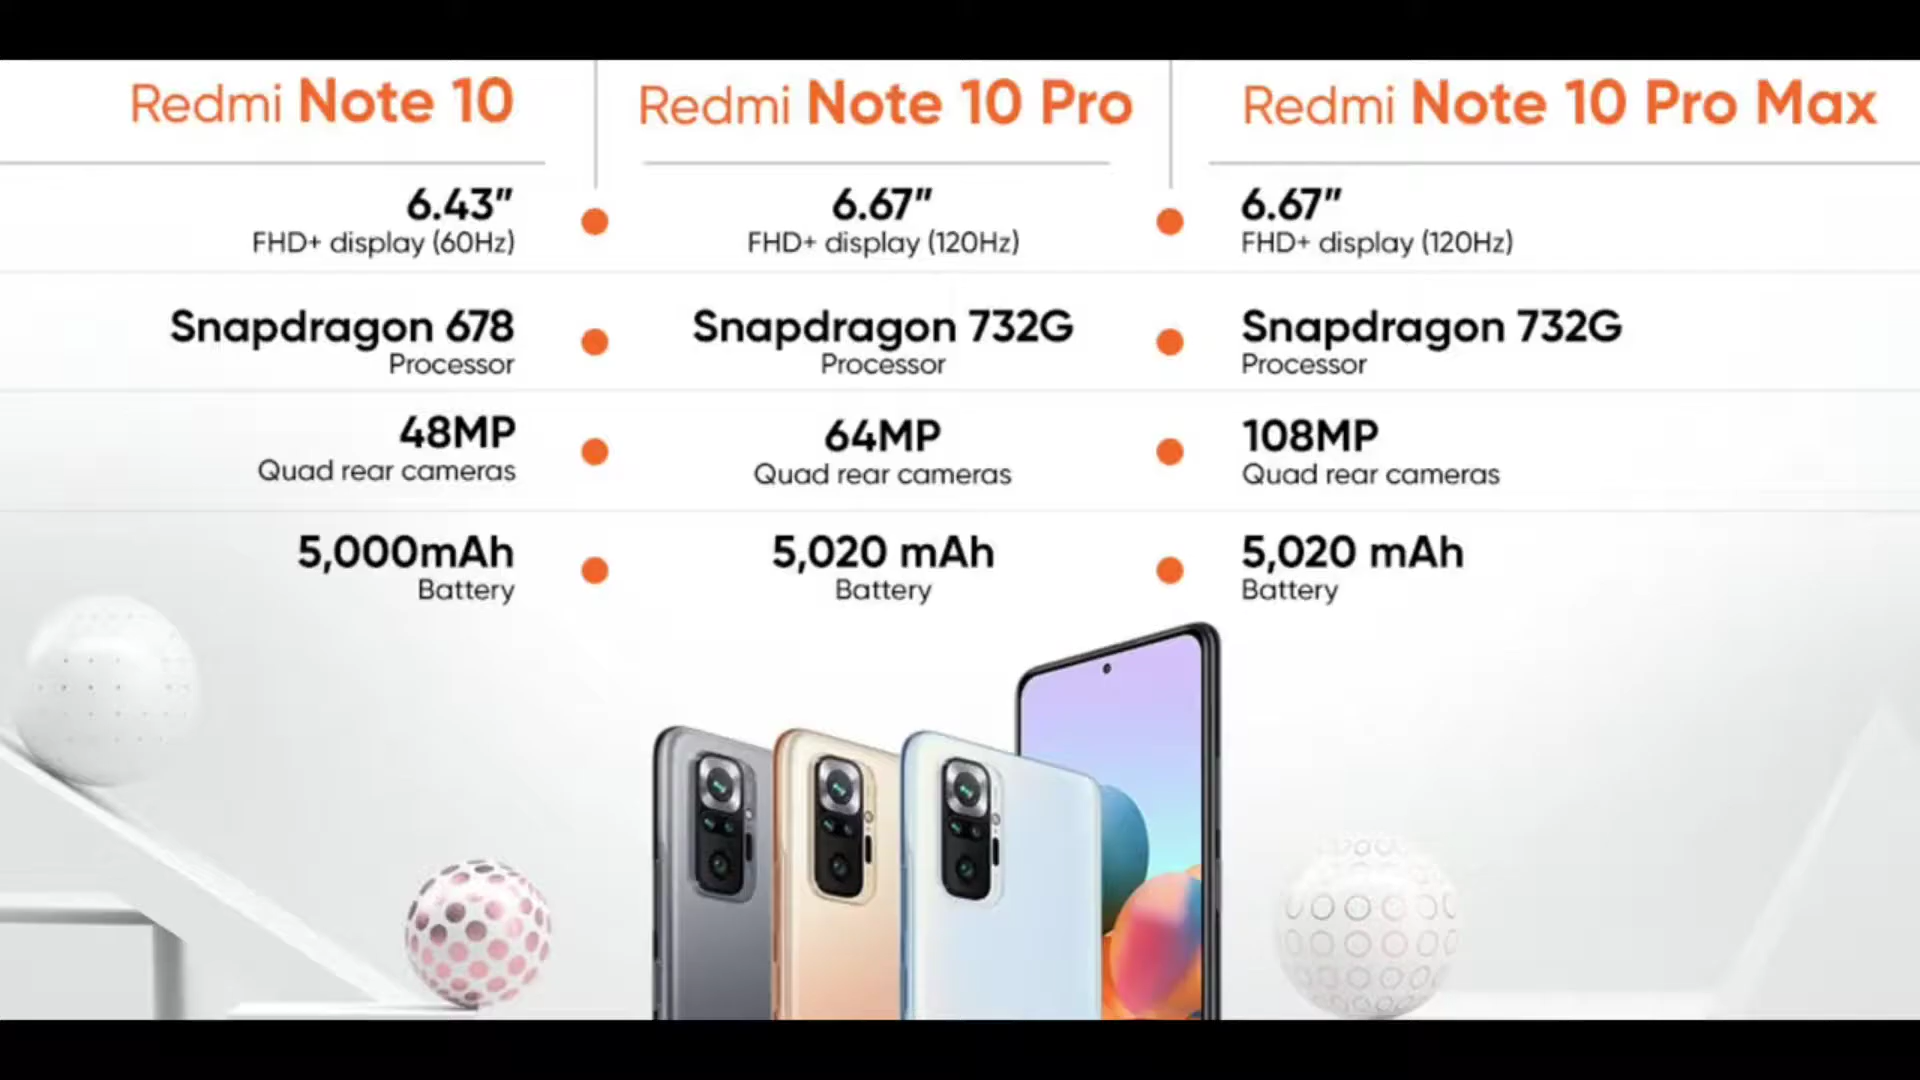 Redmi Note 10
Redmi Note 10 Pro
Redmi Note 10 Pro Max
6.43"
FHD+ display (60Hz)
6.67"
FHD+ display (120Hz)
6.67"
FHD+ display (120Hz)
Snapdragon 678
Processor
Snapdragon 732G
Processor
Snapdragon 732G
Processor
48MP
Quad rear cameras
64MP
Quad rear cameras
108MP
Quad rear cameras
5,000mAh
Battery
5,020 mAh
Battery
5,020 mAh
Battery